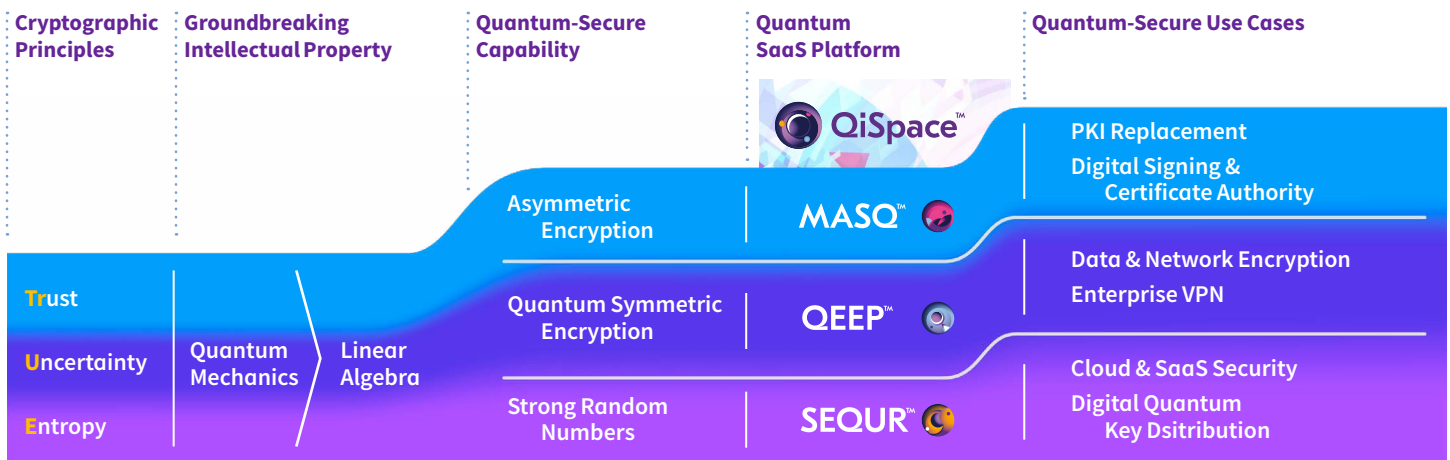 Cryptographic
Principles
Groundbreaking
Intellectual Property
Quantum-Secure
Capability
Quantum
SaaS Platform
Quantum-Secure Use Cases
QiSpace™
Trust
Uncertainty
Entropy
Quantum
Mechanics
Linear
Algebra
Asymmetric
Encryption
Quantum Symmetric
Encryption
Strong Random
Numbers
MASQ™
QEEP™
SEQUR™
PKI Replacement
Digital Signing &
Certificate Authority
Data & Network Encryption
Enterprise VPN
Cloud & SaaS Security
Digital Quantum
Key Dsitribution